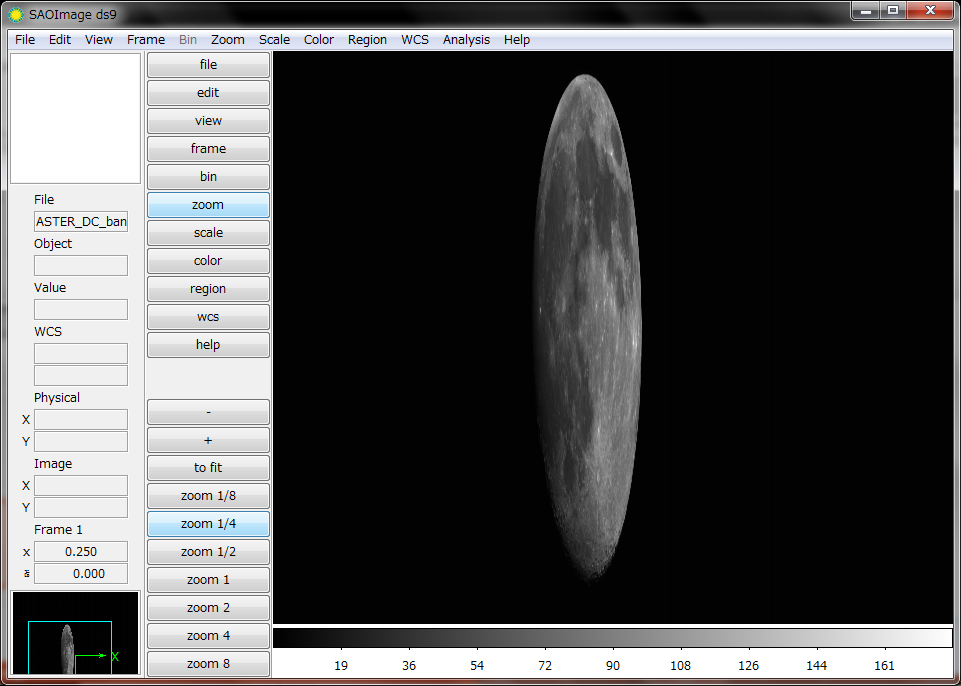 SAOImage ds9
File Edit View Frame Bin Zoom Scale Color Region WCS Analysis Help
File
ASTER_DC_ban
Object
Value
WCS
Physical
X
Y
Image
X
Y
Frame 1
x 0.250
0.000
X
file
edit
view
frame
bin
zoom
scale
color
region
wcs
help
-
+
to fit
zoom 1/8
zoom 1/4
zoom 1/2
zoom 1
zoom 2
zoom 4
zoom 8
19 36 54 72 90 108 126 144 161